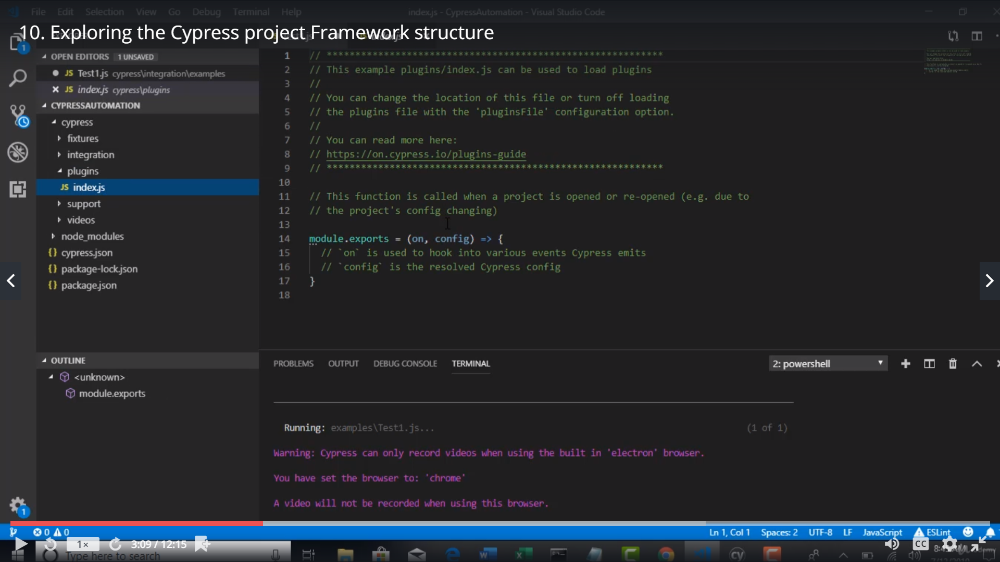 File Edit Selection View Go Debug Terminal Help
index.js - CypressAutomation - Visual Studio Code
10. Exploring the Cypress project Framework structure
OPEN EDITORS 1 UNSAVED
JS Test1.js cypress\integration\examples
JS index.js cypress\plugins
CYPRESSAUTOMATION
cypress
fixtures
integration
plugins
JS index.js
support
videos
node_modules
{} cypress.json
{} package-lock.json
{} package.json
OUTLINE
<unknown>
module.exports
1 // ***********************************************************
2 // This example plugins/index.js can be used to load plugins
3 //
4 // You can change the location of this file or turn off loading
5 // the plugins file with the 'pluginsFile' configuration option.
6 //
7 // You can read more here:
8 // https://on.cypress.io/plugins-guide
9 // ***********************************************************
10
11 // This function is called when a project is opened or re-opened (e.g. due to
12 // the project's config changing)
13
14 module.exports = (on, config) => {
15 // `on` is used to hook into various events Cypress emits
16 // `config` is the resolved Cypress config
17 }
18
PROBLEMS OUTPUT DEBUG CONSOLE TERMINAL
2: powershell
Running: examples\Test1.js... (1 of 1)
Warning: Cypress can only record videos when using the built in 'electron' browser.
You have set the browser to: 'chrome'
A video will not be recorded when using this browser.
0 0
Ln 1, Col 1 Spaces: 2 UTF-8 LF JavaScript ESLint
1× 3:09 / 12:15
CC
Type here to search
cy